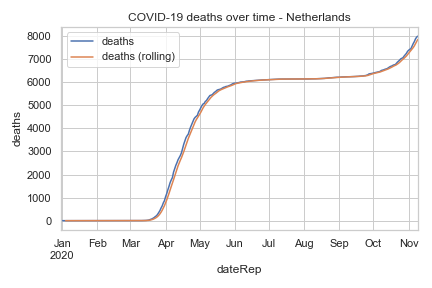 COVID-19 deaths over time - Netherlands
deaths
deaths (rolling)
8000
7000
6000
5000
4000
3000
2000
1000
0
deaths
Jan Feb Mar Apr May Jun Jul Aug Sep Oct Nov
2020
dateRep